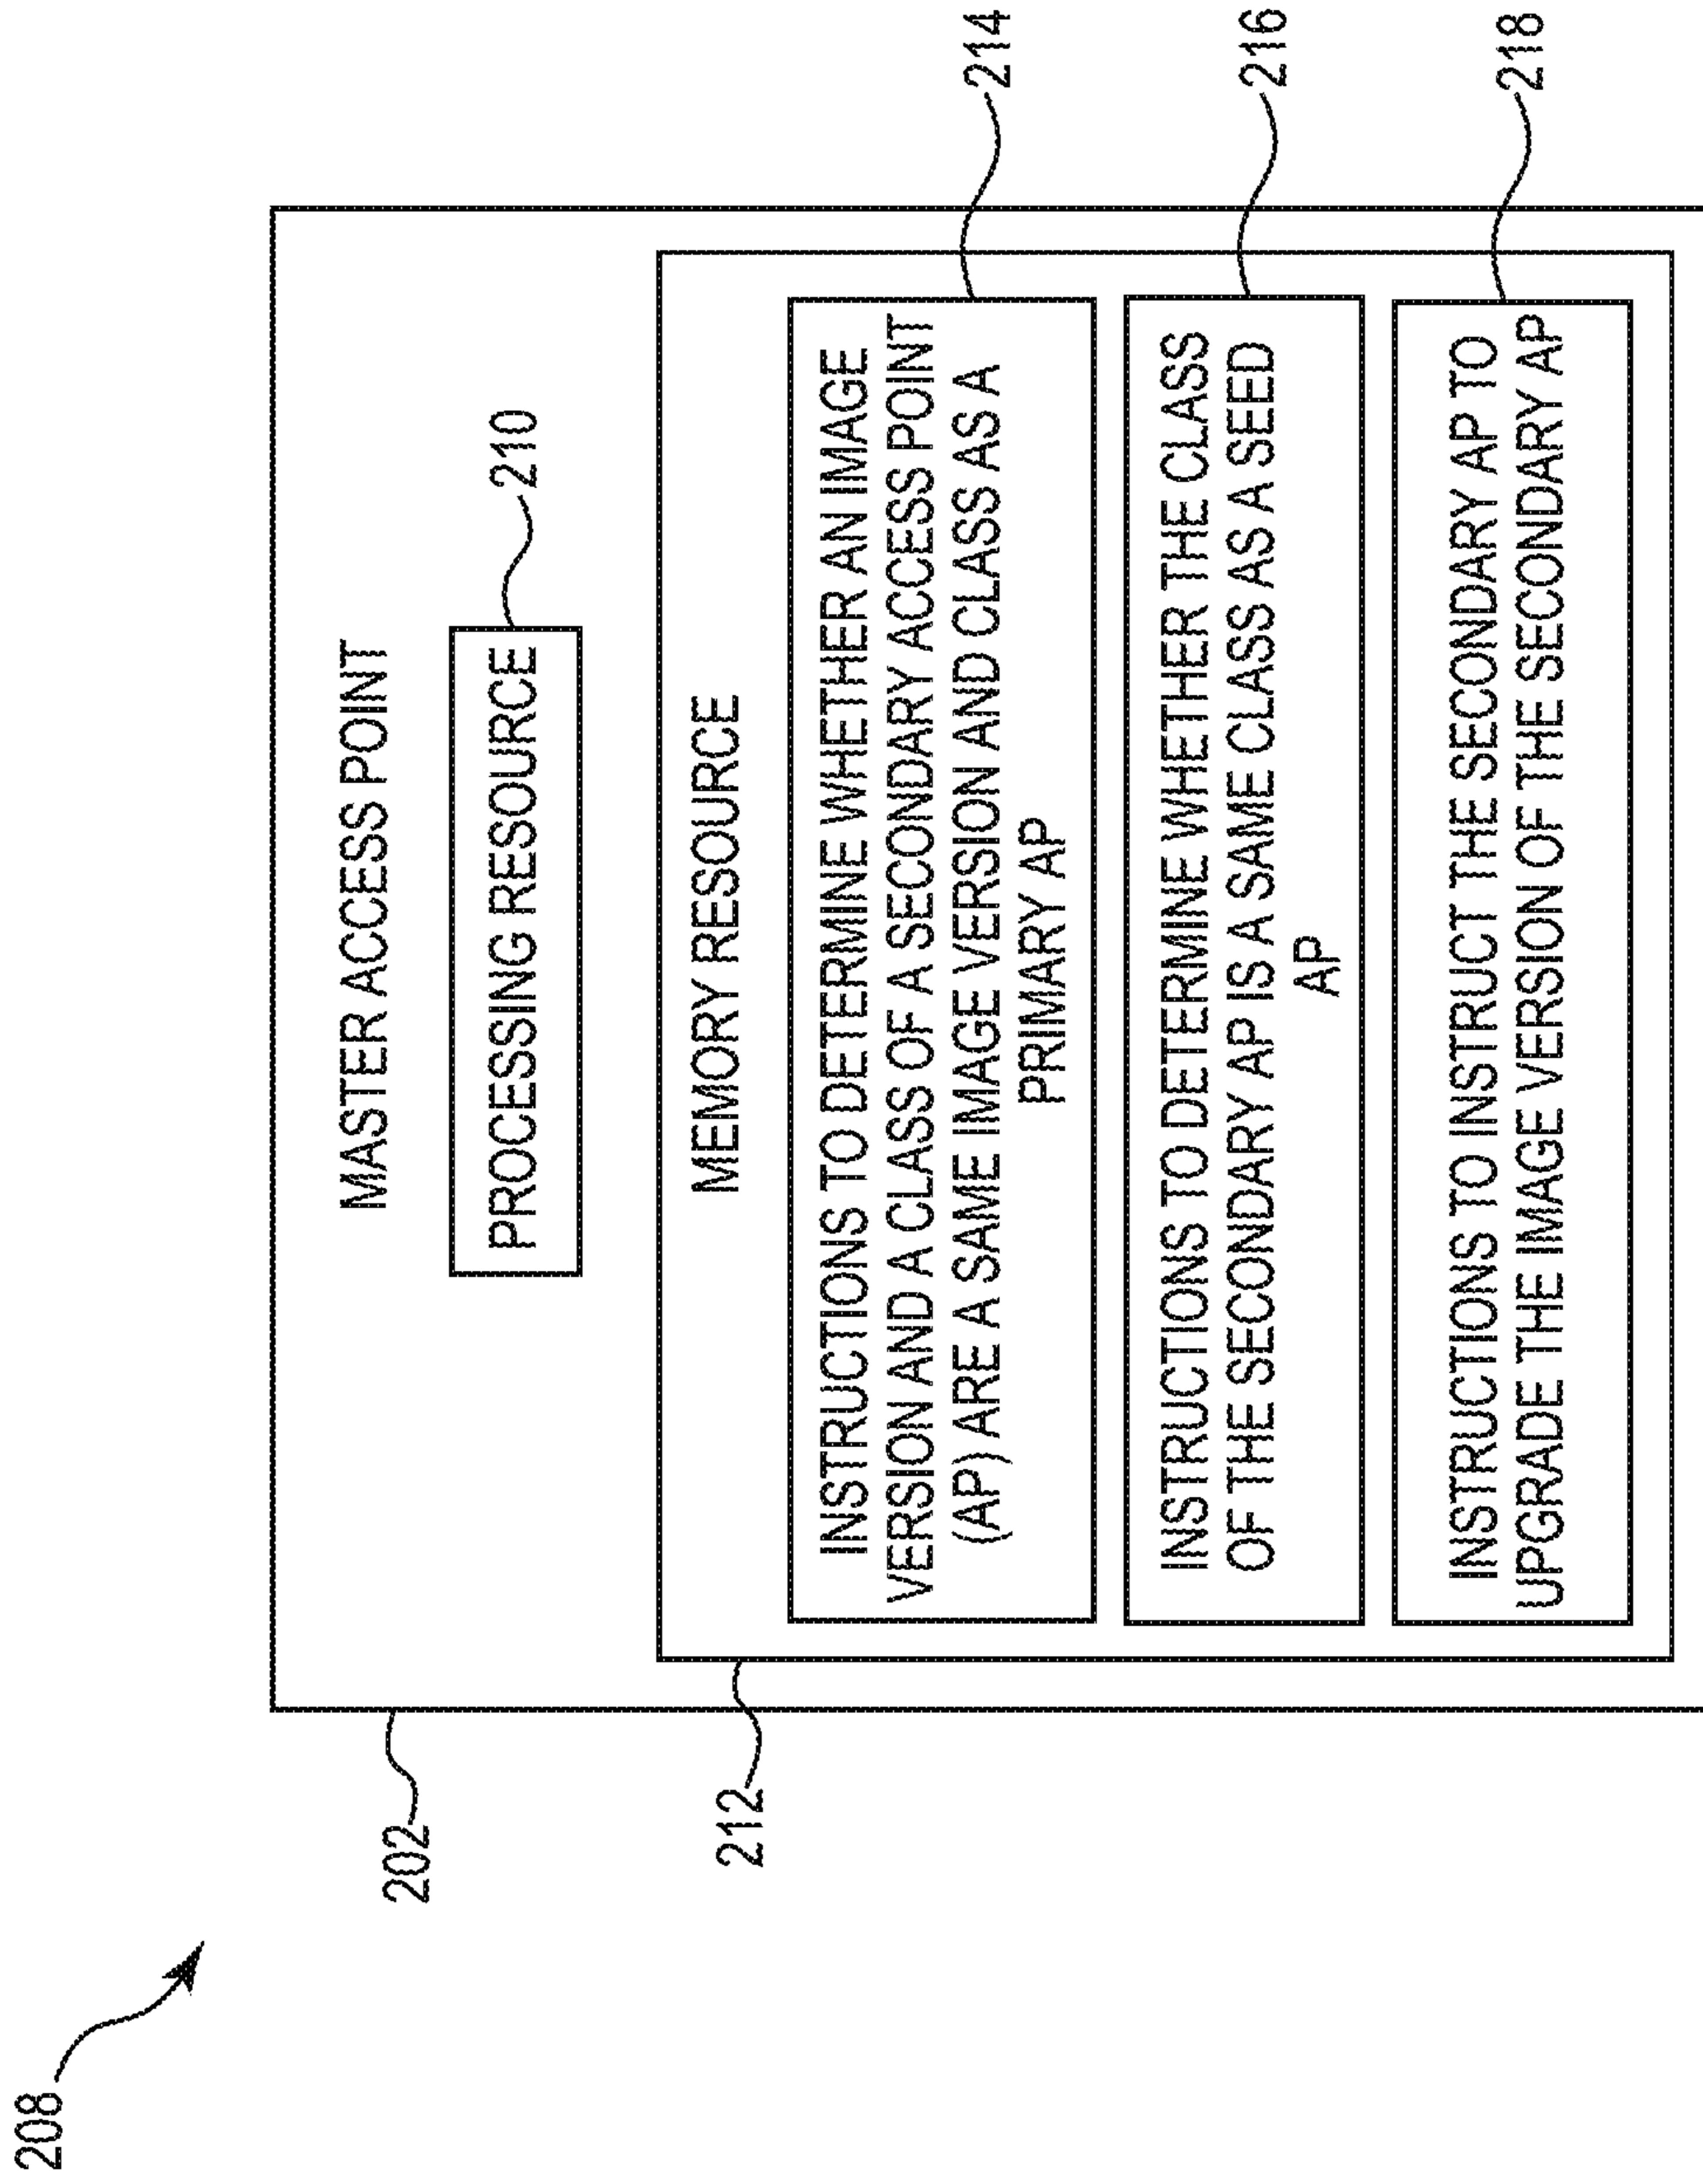 208
202
MASTER ACCESS POINT
PROCESSING RESOURCE
210
212
MEMORY RESOURCE
INSTRUCTIONS TO DETERMINE WHETHER AN IMAGE
VERSION AND A CLASS OF A SECONDARY ACCESS POINT
(AP) ARE A SAME IMAGE VERSION AND CLASS AS A
PRIMARY AP
214
INSTRUCTIONS TO DETERMINE WHETHER THE CLASS
OF THE SECONDARY AP IS A SAME CLASS AS A SEED
AP
216
INSTRUCTIONS TO INSTRUCT THE SECONDARY AP TO
UPGRADE THE IMAGE VERSION OF THE SECONDARY AP
218